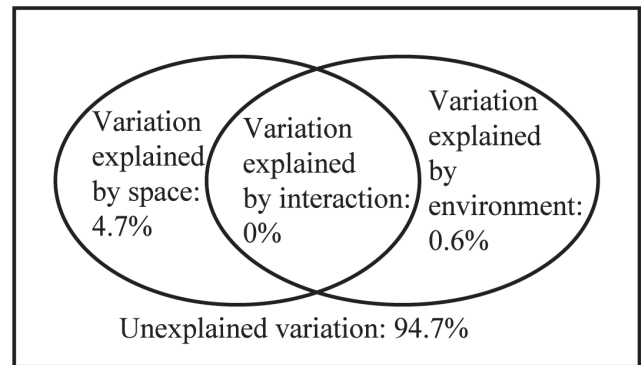 Variation
explained
by space:
4.7%
Variation
explained
by interaction:
0%
Variation
explained
by
environment:
0.6%
Unexplained variation: 94.7%